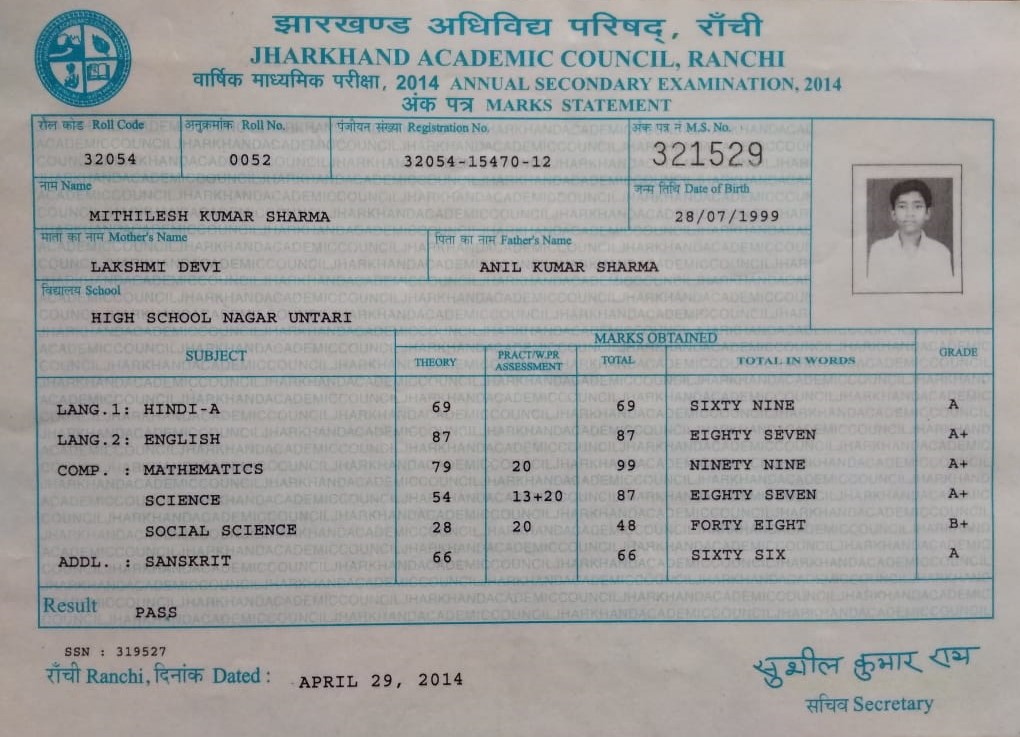 झारखण्ड अधिविद्य परिषद्, राँची
JHARKHAND ACADEMIC COUNCIL, RANCHI
वार्षिक माध्यमिक परीक्षा, 2014 ANNUAL SECONDARY EXAMINATION, 2014
अंक पत्र MARKS STATEMENT
रोल कोड Roll Code अनुक्रमांक Roll No. पंजीयन संख्या Registration No. अंक पत्र नं M.S. No.
32054 0052 32054-15470-12 321529
नाम Name जन्म तिथि Date of Birth
MITHILESH KUMAR SHARMA 28/07/1999
माता का नाम Mother's Name पिता का नाम Father's Name
LAKSHMI DEVI ANIL KUMAR SHARMA
विद्यालय School
HIGH SCHOOL NAGAR UNTARI
SUBJECT MARKS OBTAINED GRADE
THEORY PRACT/W.PR ASSESSMENT TOTAL TOTAL IN WORDS
LANG.1: HINDI-A 69 69 SIXTY NINE A
LANG.2: ENGLISH 87 87 EIGHTY SEVEN A+
COMP. : MATHEMATICS 79 20 99 NINETY NINE A+
SCIENCE 54 13+20 87 EIGHTY SEVEN A+
SOCIAL SCIENCE 28 20 48 FORTY EIGHT B+
ADDL. : SANSKRIT 66 66 SIXTY SIX A
Result PASS
SSN : 319527
राँची Ranchi, दिनांक Dated : APRIL 29, 2014
सुशील कुमार राय
सचिव Secretary